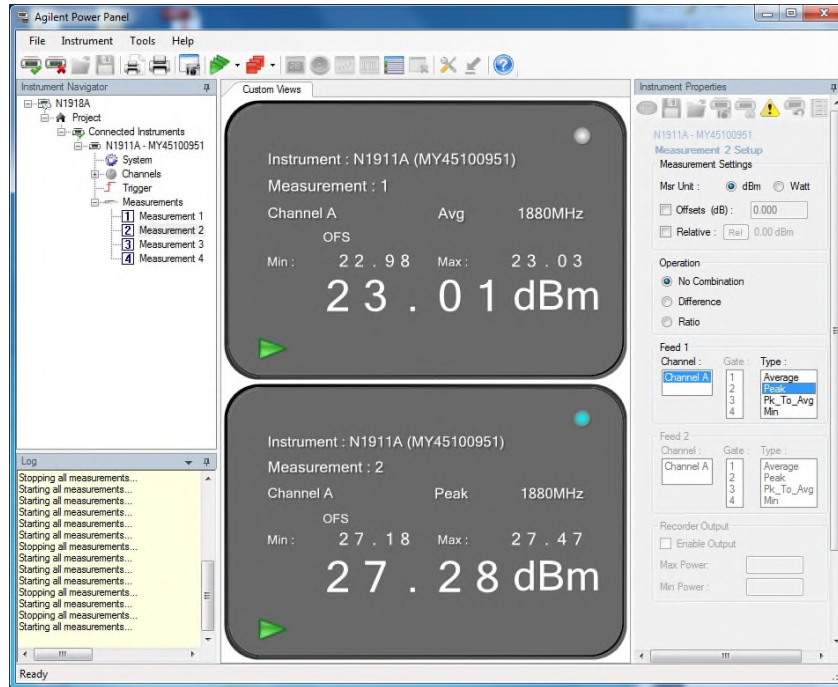 Agilent Power Panel
File Instrument Tools Help
Instrument Navigator
N1918A
Project
Connected Instruments
N1911A - MY45100951
System
Channels
Trigger
Measurements
1 Measurement 1
2 Measurement 2
3 Measurement 3
4 Measurement 4
Log
Stopping all measurements...
Starting all measurements...
Starting all measurements...
Starting all measurements...
Starting all measurements...
Starting all measurements...
Stopping all measurements...
Starting all measurements...
Starting all measurements...
Starting all measurements...
Stopping all measurements...
Starting all measurements...
Stopping all measurements...
Starting all measurements...
Custom Views
Instrument : N1911A (MY45100951)
Measurement : 1
Channel A Avg 1880MHz
OFS
Min : 22.98 Max : 23.03
23.01 dBm
Instrument : N1911A (MY45100951)
Measurement : 2
Channel A Peak 1880MHz
OFS
Min : 27.18 Max : 27.47
27.28 dBm
Instrument Properties
N1911A - MY45100951
Measurement 2 Setup
Measurement Settings
Msr Unit : dBm Watt
Offsets (dB) : 0.000
Relative : Rel 0.00 dBm
Operation
No Combination
Difference
Ratio
Feed 1
Channel : Gate : Type :
Channel A 1 Average
2 Peak
3 Pk_To_Avg
4 Min
Feed 2
Channel : Gate : Type :
Channel A 1 Average
2 Peak
3 Pk_To_Avg
4 Min
Recorder Output
Enable Output
Max Power:
Min Power :
Ready